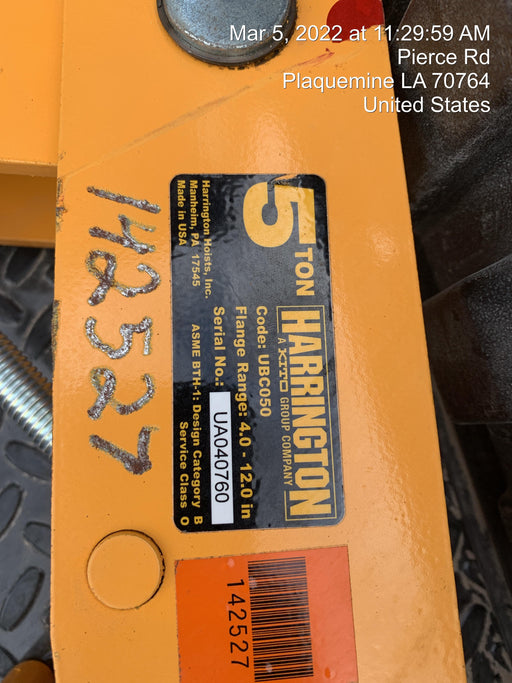 Mar 5, 2022 at 11:29:59 AM
Pierce Rd
Plaquemine LA 70764
United States
5 TON
HARRINGTON
A KITO GROUP COMPANY
Code: UBC050
Flange Range: 4.0 - 12.0 in
Serial No.: UA040760
ASME BTH-1: Design Category B
Service Class O
Harrington Hoists, Inc.
Manheim, PA 17545
Made in USA
142527
142527